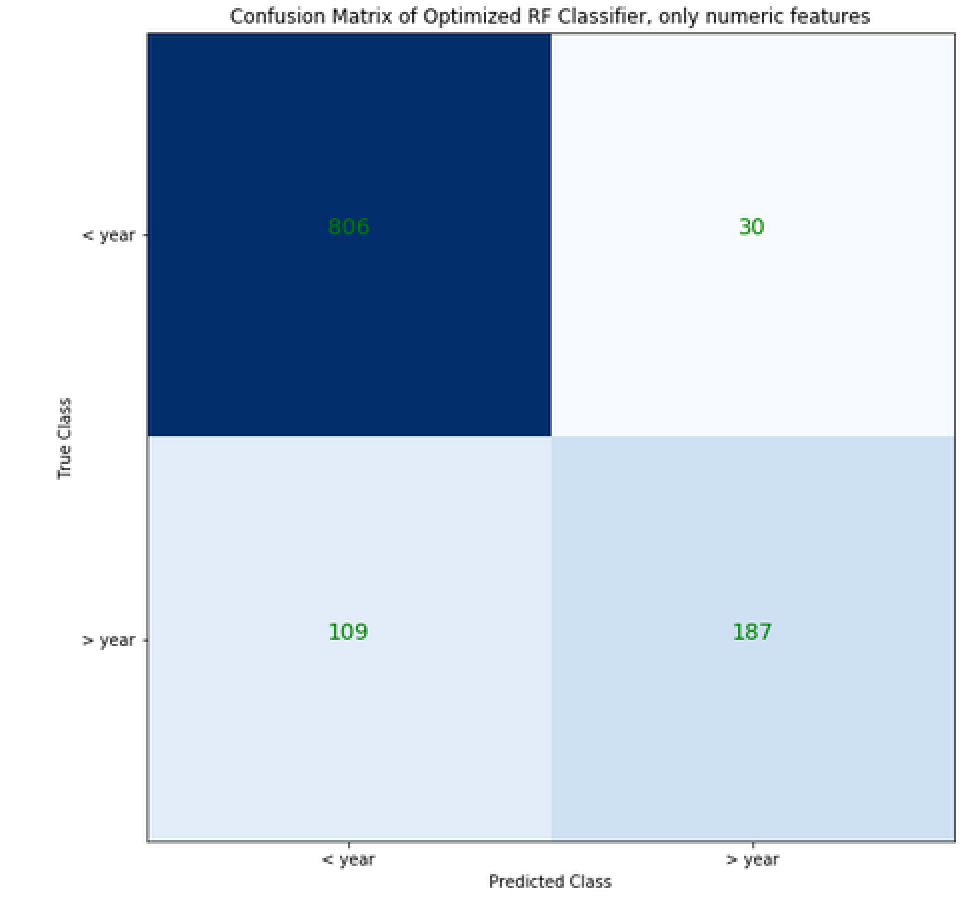 Confusion Matrix of Optimized RF Classifier, only numeric features
806
30
< year
True Class
109
187
> year
< year
> year
Predicted Class